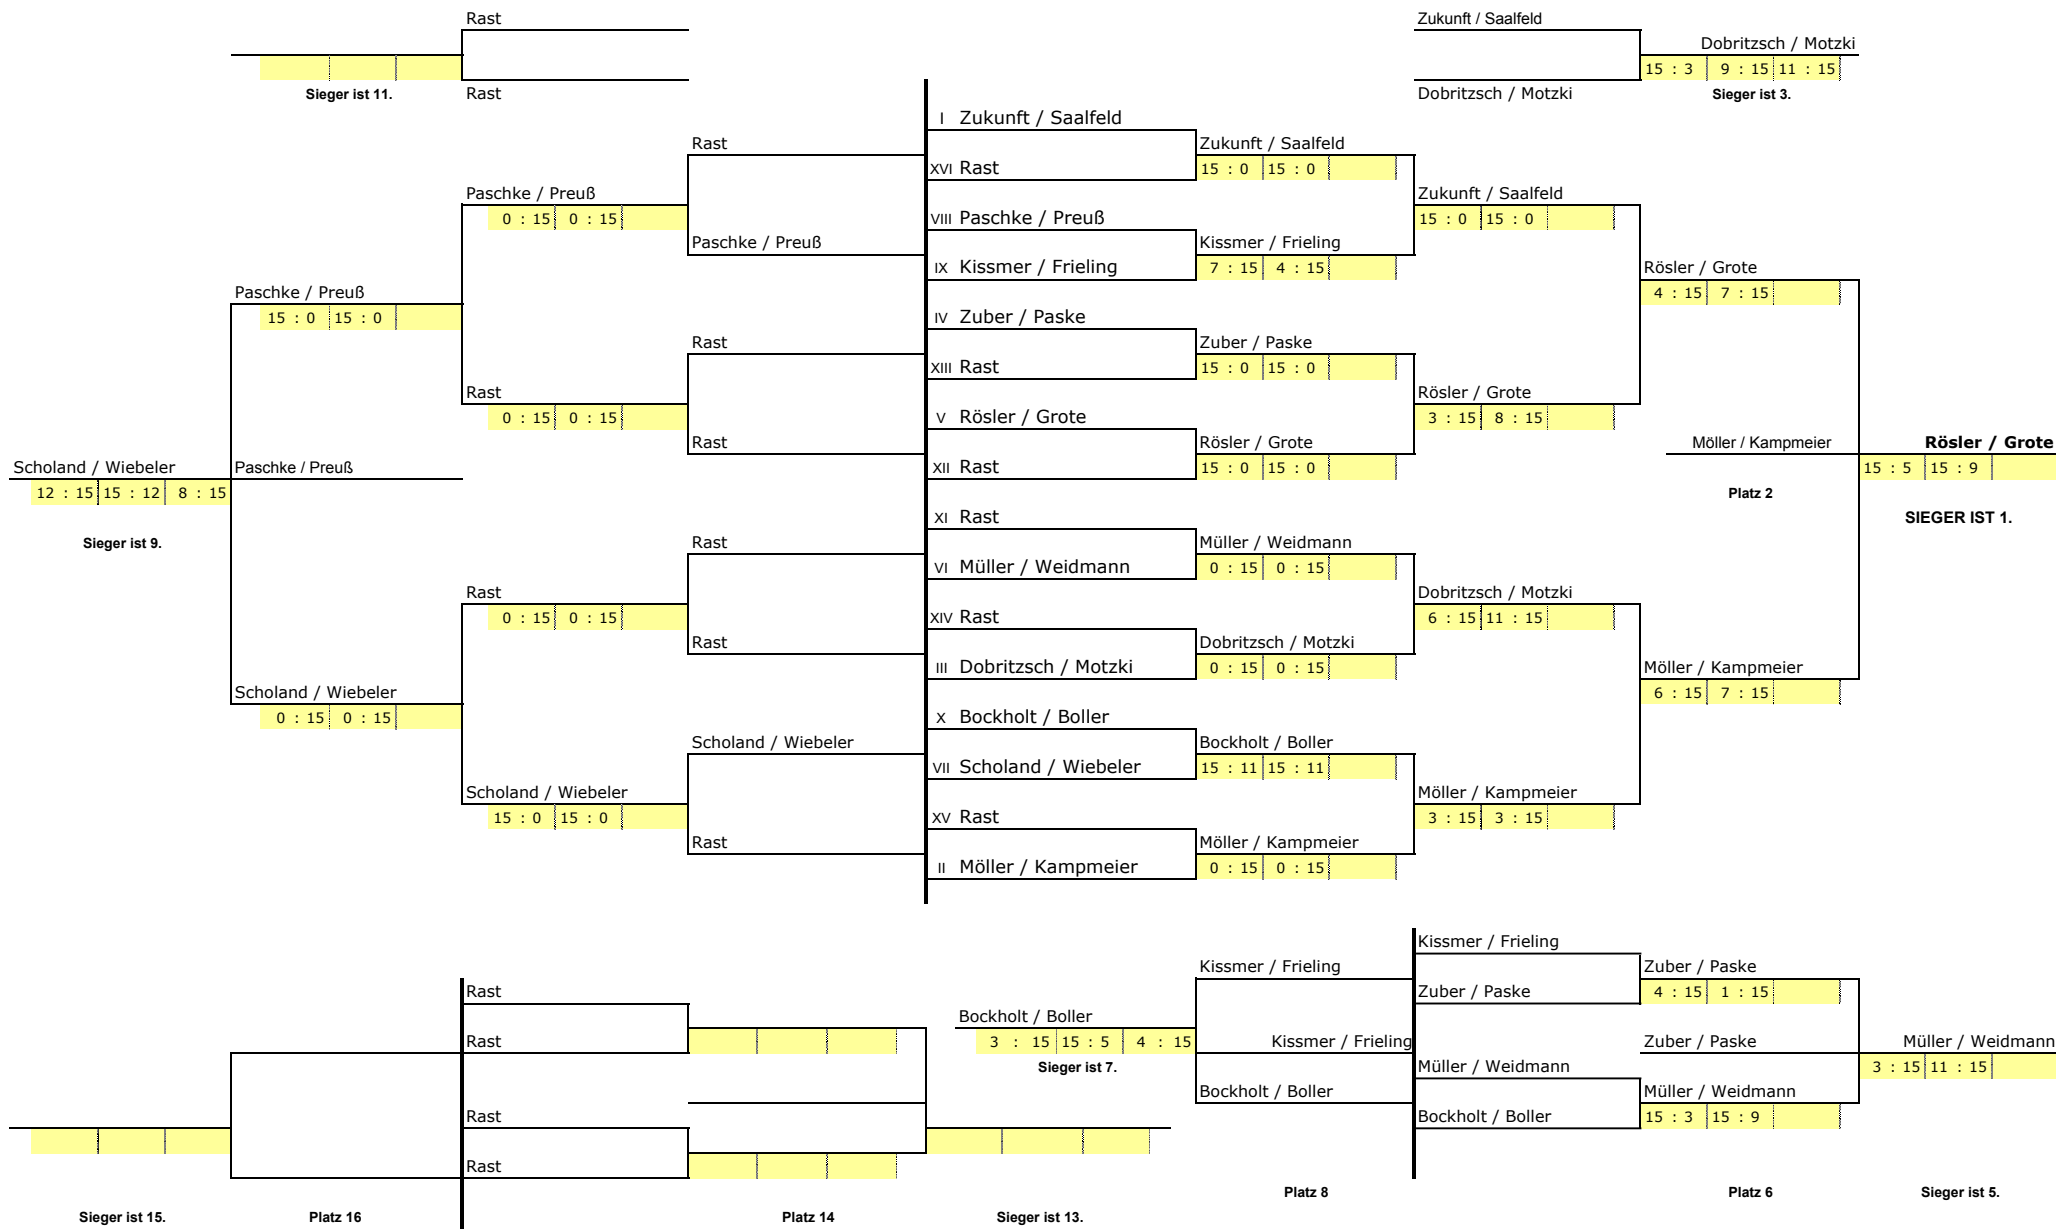 Rast
Zukunft / Saalfeld
Dobritzsch / Motzki
15 : 3 9 : 15 11 : 15
Sieger ist 11.
Rast
Dobritzsch / Motzki
Sieger ist 3.
I Zukunft / Saalfeld
Rast
Zukunft / Saalfeld
XVI Rast
15 : 0 15 : 0
Paschke / Preuß
Zukunft / Saalfeld
0 : 15 0 : 15
VIII Paschke / Preuß
15 : 0 15 : 0
Paschke / Preuß
Kissmer / Frieling
IX Kissmer / Frieling
7 : 15 4 : 15
Rösler / Grote
Paschke / Preuß
4 : 15 7 : 15
15 : 0 15 : 0
IV Zuber / Paske
Rast
Zuber / Paske
XIII Rast
15 : 0 15 : 0
Rast
Rösler / Grote
0 : 15 0 : 15
V Rösler / Grote
3 : 15 8 : 15
Rast
Rösler / Grote
Möller / Kampmeier
Rösler / Grote
Scholand / Wiebeler
Paschke / Preuß
XII Rast
15 : 0 15 : 0
15 : 5 15 : 9
12 : 15 15 : 12 8 : 15
Platz 2
XI Rast
SIEGER IST 1.
Sieger ist 9.
Rast
Müller / Weidmann
VI Müller / Weidmann
0 : 15 0 : 15
Rast
Dobritzsch / Motzki
0 : 15 0 : 15
XIV Rast
6 : 15 11 : 15
Rast
Dobritzsch / Motzki
III Dobritzsch / Motzki
0 : 15 0 : 15
Möller / Kampmeier
Scholand / Wiebeler
6 : 15 7 : 15
0 : 15 0 : 15
X Bockholt / Boller
Scholand / Wiebeler
Bockholt / Boller
VII Scholand / Wiebeler
15 : 11 15 : 11
Scholand / Wiebeler
Möller / Kampmeier
15 : 0 15 : 0
XV Rast
3 : 15 3 : 15
Rast
Möller / Kampmeier
II Möller / Kampmeier
0 : 15 0 : 15
Kissmer / Frieling
Kissmer / Frieling
Zuber / Paske
Rast
Zuber / Paske
4 : 15 1 : 15
Bockholt / Boller
Rast
3 : 15 15 : 5 4 : 15
Kissmer / Frieling
Zuber / Paske
Müller / Weidmann
Sieger ist 7.
Müller / Weidmann
3 : 15 11 : 15
Bockholt / Boller
Müller / Weidmann
Rast
Bockholt / Boller
15 : 3 15 : 9
Rast
Platz 8
Platz 6
Sieger ist 5.
Sieger ist 15.
Platz 16
Platz 14
Sieger ist 13.